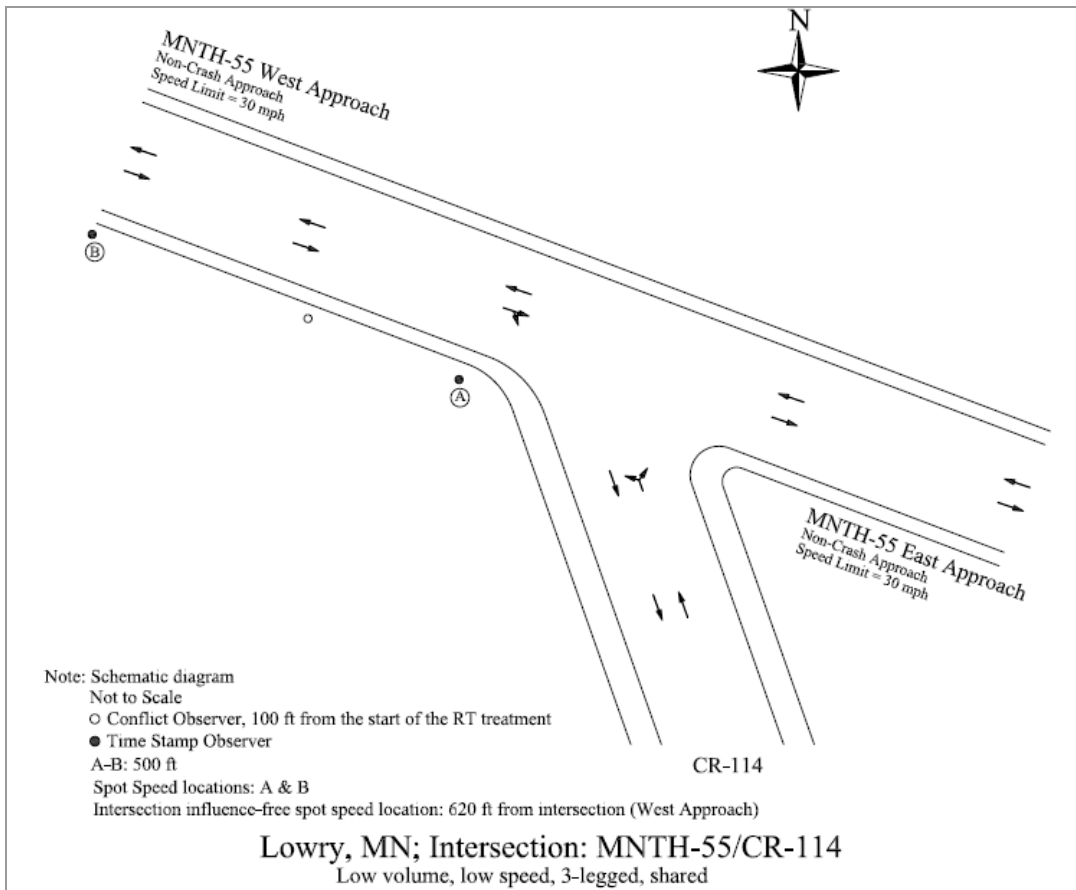 N
MNTH-55 West Approach
Non-Crash Approach
Speed Limit = 30 mph
B
A
MNTH-55 East Approach
Non-Crash Approach
Speed Limit = 30 mph
CR-114
Note: Schematic diagram
Not to Scale
Conflict Observer, 100 ft from the start of the RT treatment
Time Stamp Observer
A-B: 500 ft
Spot Speed locations: A & B
Intersection influence-free spot speed location: 620 ft from intersection (West Approach)
Lowry, MN; Intersection: MNTH-55/CR-114
Low volume, low speed, 3-legged, shared